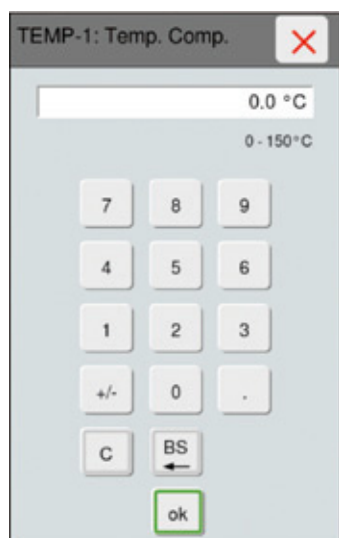 TEMP-1: Temp. Comp.
0.0 °C
0 - 150°C
7 8 9
4 5 6
1 2 3
+/- 0 .
C BS
ok